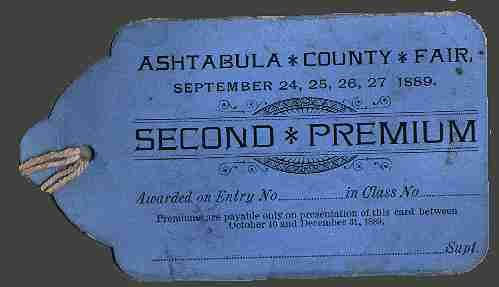 ASHTABULA * COUNTY * FAIR,
SEPTEMBER 24, 25, 26, 27 1889.
SECOND * PREMIUM
Awarded on Entry No. in Class No.
Premiums are payable only on presentation of this card between
October 10 and December 31, 1889.
Supt.